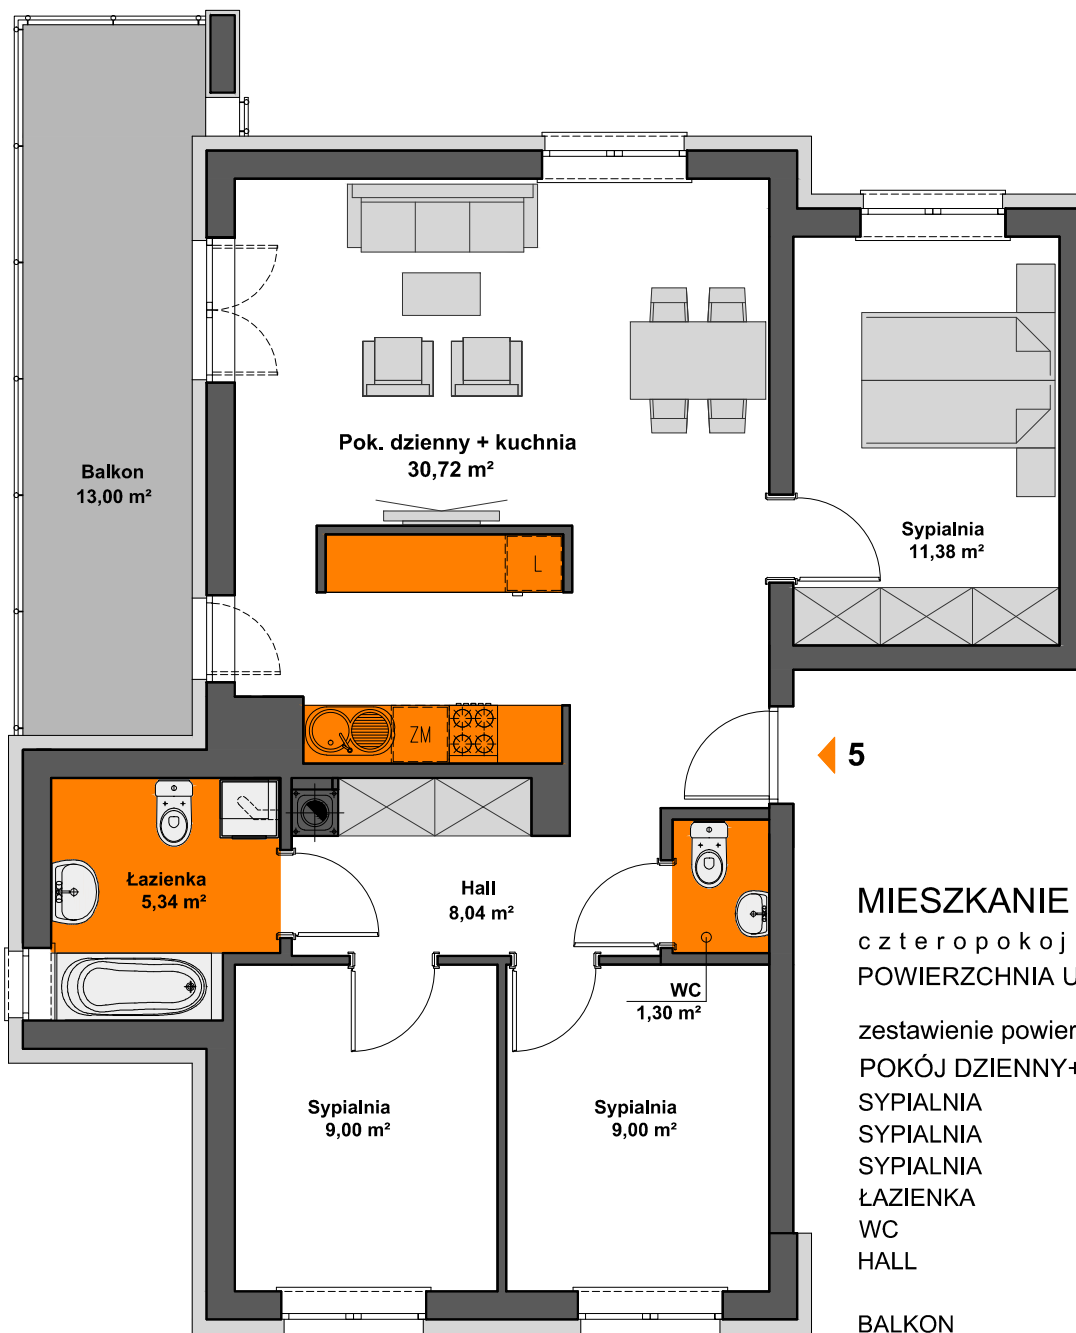 Pok. dzienny + kuchnia
30,72 m²
Balkon
13,00 m²
Sypialnia
11,38 m²
L
ZM
5
Łazienka
5,34 m²
Hall
8,04 m²
WC
1,30 m²
Sypialnia
9,00 m²
Sypialnia
9,00 m²
MIESZKANIE
czteropokoj
POWIERZCHNIA U
zestawienie powier
POKÓJ DZIENNY+
SYPIALNIA
SYPIALNIA
SYPIALNIA
ŁAZIENKA
WC
HALL
BALKON